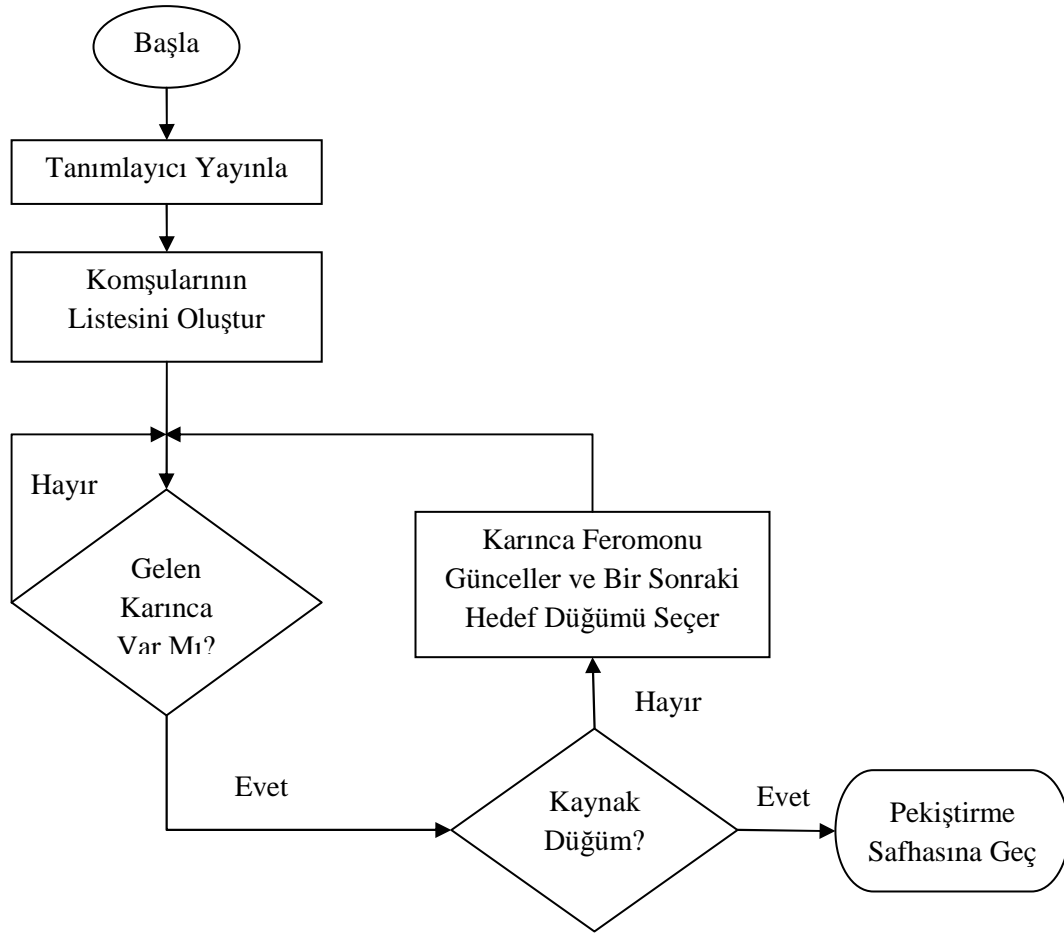 Başla
Tanımlayıcı Yayınla
Komşularının
Listesini Oluştur
Hayır
Gelen
Karınca
Var Mı?
Karınca Feromonu
Günceller ve Bir Sonraki
Hedef Düğümü Seçer
Hayır
Evet
Kaynak
Düğüm?
Evet
Pekiştirme
Safhasına Geç